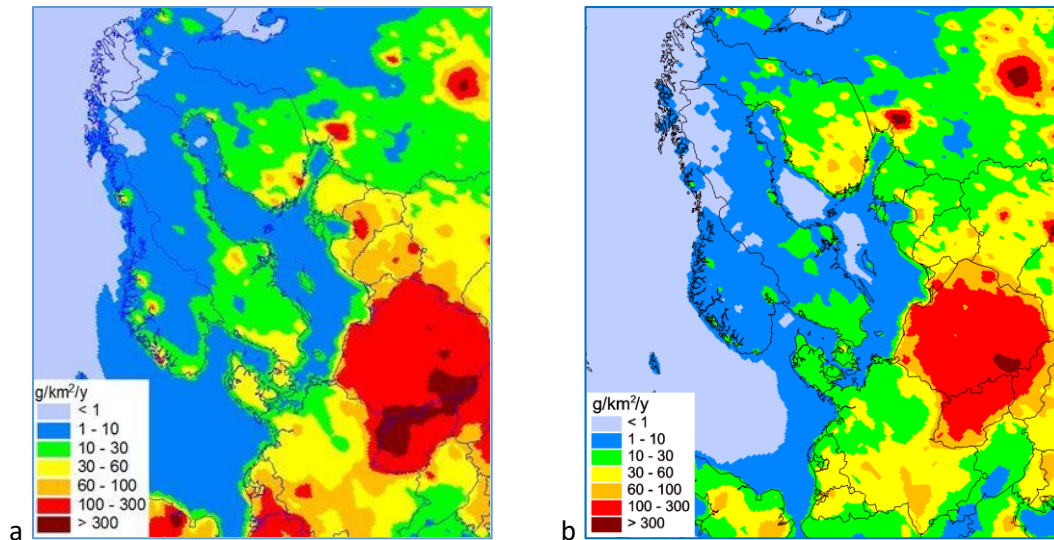 g/km²/y
< 1
1 - 10
10 - 30
30 - 60
60 - 100
100 - 300
> 300
a
g/km²/y
< 1
1 - 10
10 - 30
30 - 60
60 - 100
100 - 300
> 300
b